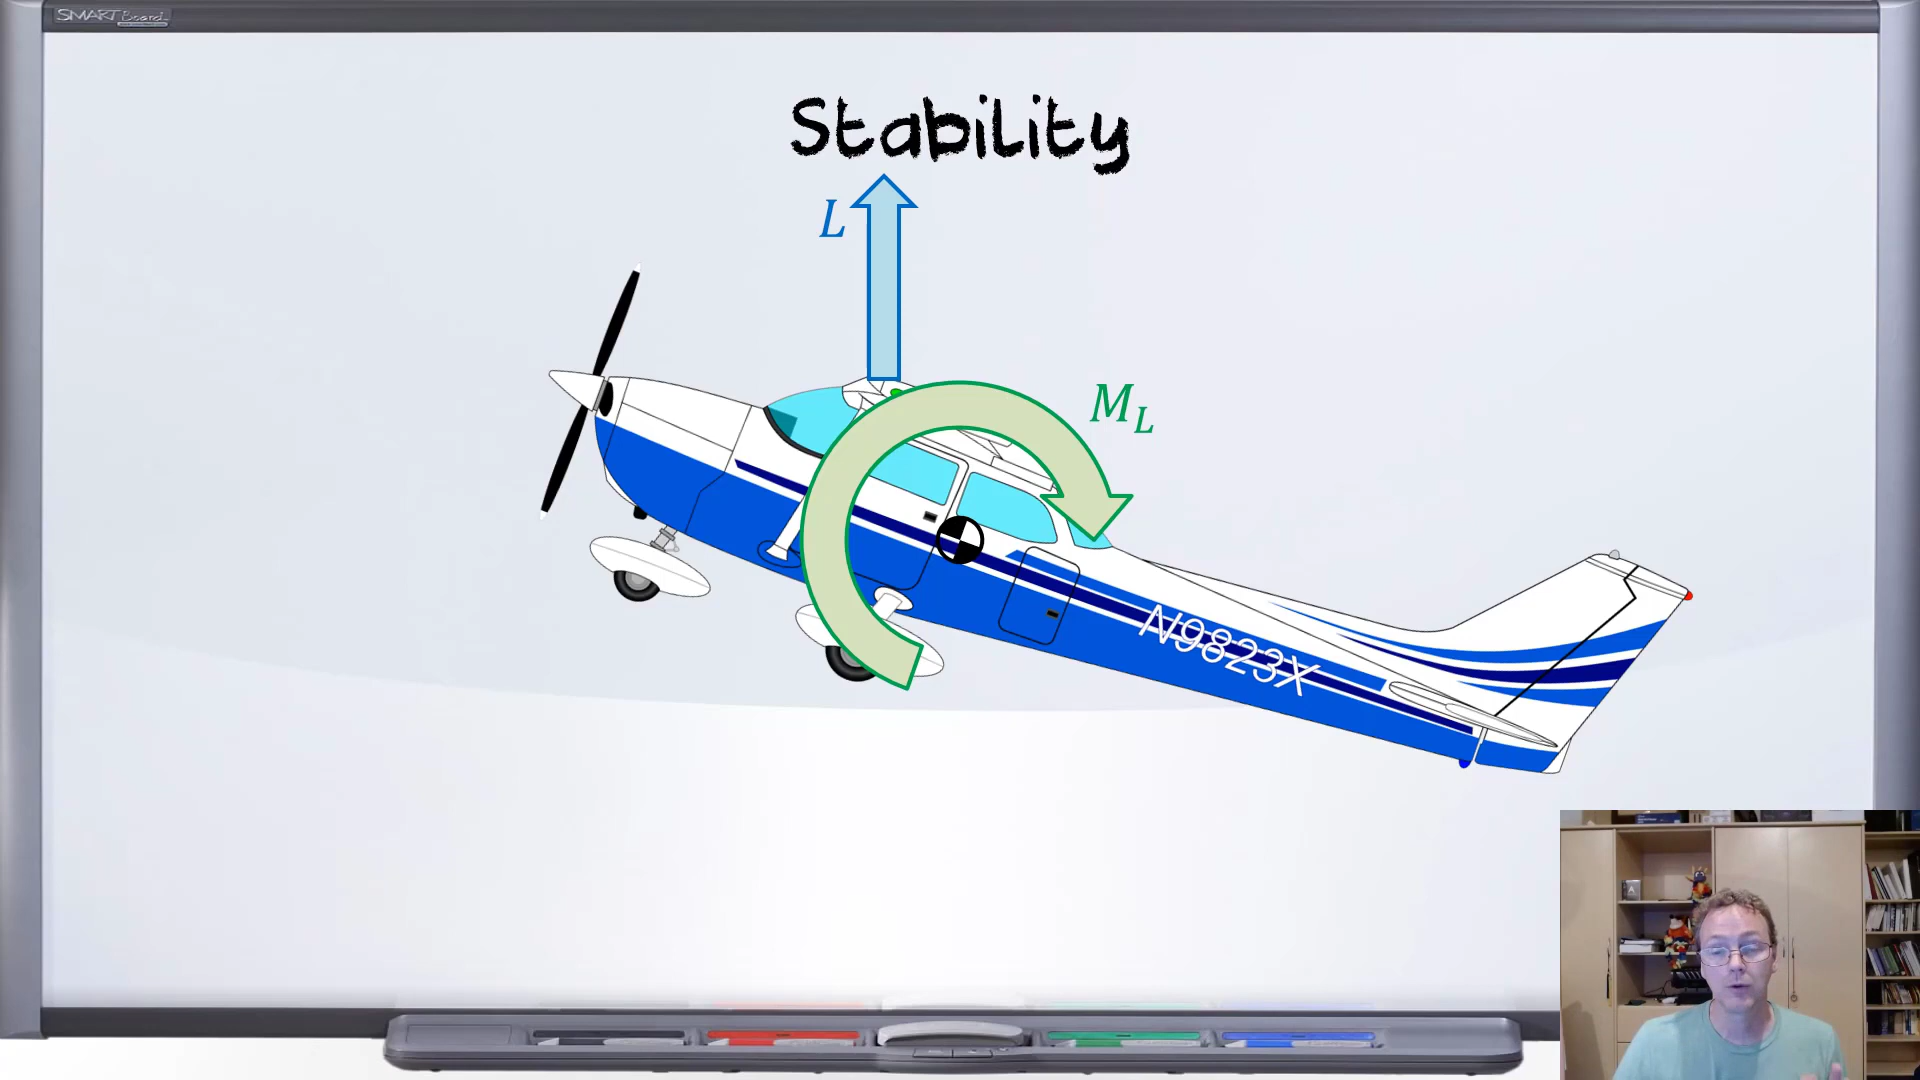 SMART Board
Stability
L
M_L
N9823X
A